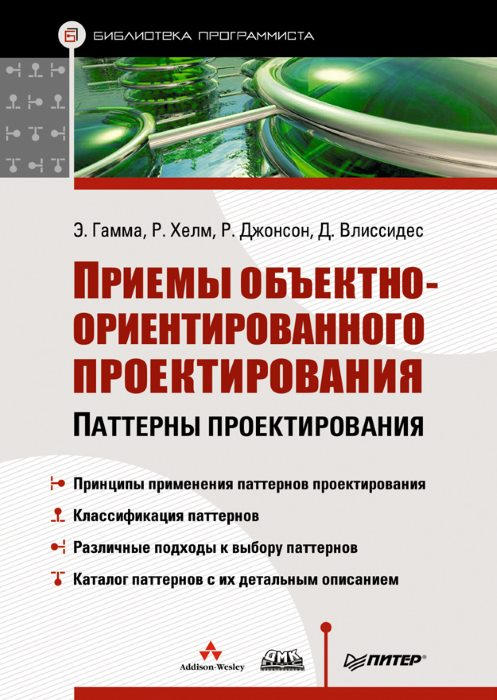 БИБЛИОТЕКА ПРОГРАММИСТА
Э. Гамма, Р. Хелм, Р. Джонсон, Д. Влиссидес
ПРИЕМЫ ОБЪЕКТНО-
ОРИЕНТИРОВАННОГО
ПРОЕКТИРОВАНИЯ
ПАТТЕРНЫ ПРОЕКТИРОВАНИЯ
Принципы применения паттернов проектирования
Классификация паттернов
Различные подходы к выбору паттернов
Каталог паттернов с их детальным описанием
Addison-Wesley
ДМК
ПИТЕР®